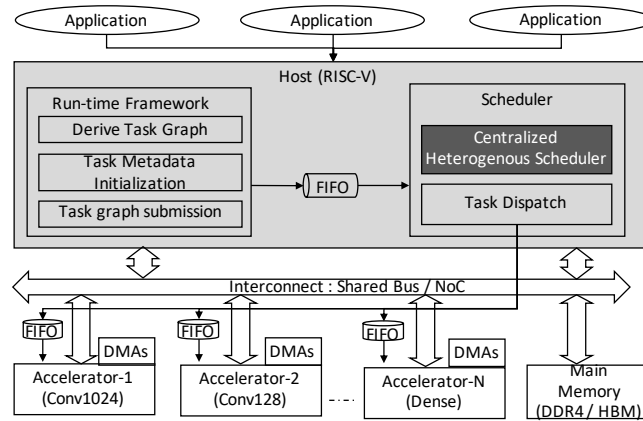 Application
Application
Application
Host (RISC-V)
Run-time Framework
Derive Task Graph
Task Metadata
Initialization
Task graph submission
FIFO
Scheduler
Centralized
Heterogenous Scheduler
Task Dispatch
Interconnect : Shared Bus / NoC
FIFO
FIFO
FIFO
DMAs
DMAs
DMAs
Accelerator-1
(Conv1024)
Accelerator-2
(Conv128)
Accelerator-N
(Dense)
Main
Memory
(DDR4 / HBM)